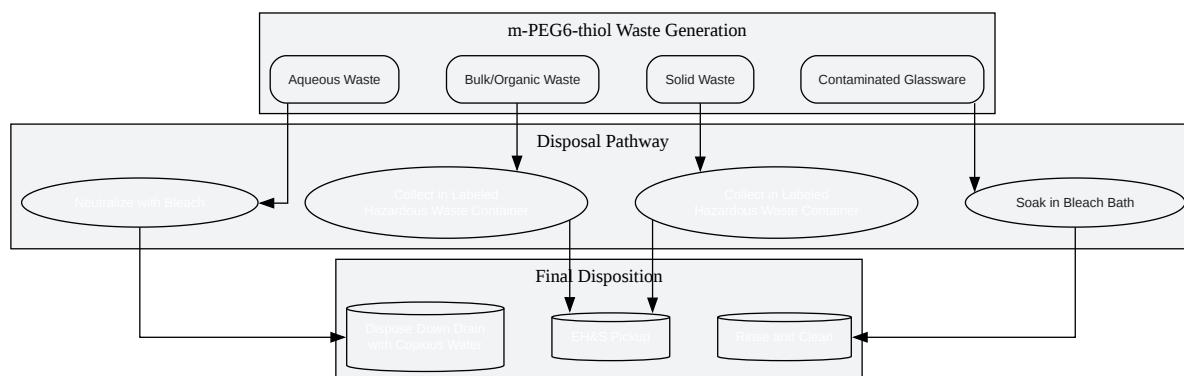 m-PEG6-thiol Waste Generation
Aqueous Waste
Bulk/Organic Waste
Solid Waste
Contaminated Glassware
Disposal Pathway
Neutralize with Bleach
Collect in Labeled
Hazardous Waste Container
Collect in Labeled
Hazardous Waste Container
Soak in Bleach Bath
Final Disposition
Dispose Down Drain
with Copious Water
EH&S Pickup
Rinse and Clean